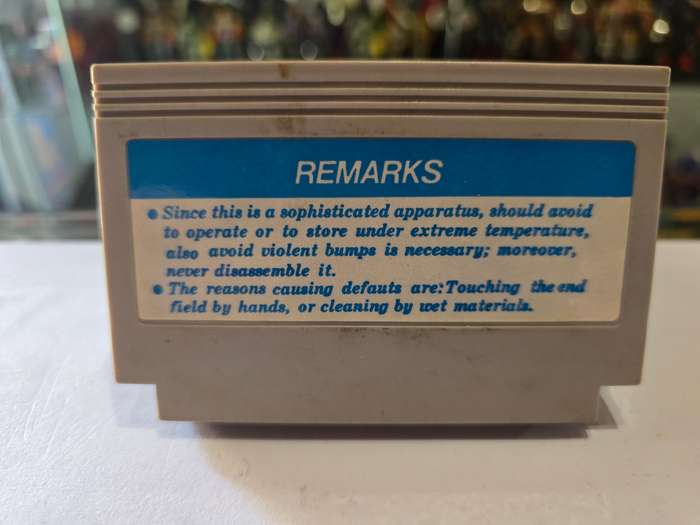 REMARKS
● Since this is a sophisticated apparatus, should avoid
to operate or to store under extreme temperature,
also avoid violent bumps is necessary; moreover,
never disassemble it.
● The reasons causing defauts are:Touching the end
field by hands, or cleaning by wet materials.